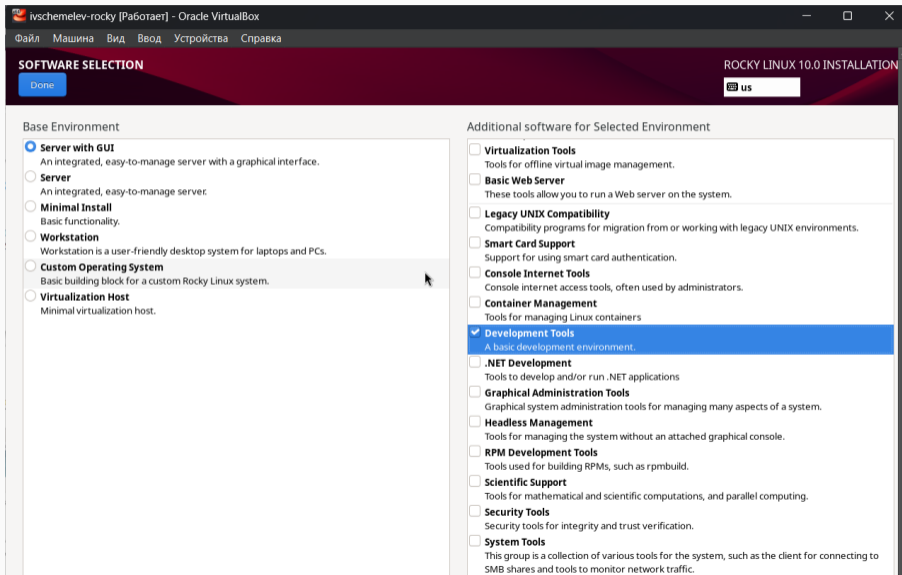 ivschemelev-rocky [Работает] - Oracle VirtualBox
Файл Машина Вид Ввод Устройства Справка
SOFTWARE SELECTION
ROCKY LINUX 10.0 INSTALLATION
Done
us
Base Environment
Server with GUI
An integrated, easy-to-manage server with a graphical interface.
Server
An integrated, easy-to-manage server.
Minimal Install
Basic functionality.
Workstation
Workstation is a user-friendly desktop system for laptops and PCs.
Custom Operating System
Basic building block for a custom Rocky Linux system.
Virtualization Host
Minimal virtualization host.
Additional software for Selected Environment
Virtualization Tools
Tools for offline virtual image management.
Basic Web Server
These tools allow you to run a Web server on the system.
Legacy UNIX Compatibility
Compatibility programs for migration from or working with legacy UNIX environments.
Smart Card Support
Support for using smart card authentication.
Console Internet Tools
Console internet access tools, often used by administrators.
Container Management
Tools for managing Linux containers
Development Tools
A basic development environment.
.NET Development
Tools to develop and/or run .NET applications
Graphical Administration Tools
Graphical system administration tools for managing many aspects of a system.
Headless Management
Tools for managing the system without an attached graphical console.
RPM Development Tools
Tools used for building RPMs, such as rpmbuild.
Scientific Support
Tools for mathematical and scientific computations, and parallel computing.
Security Tools
Security tools for integrity and trust verification.
System Tools
This group is a collection of various tools for the system, such as the client for connecting to
SMB shares and tools to monitor network traffic.